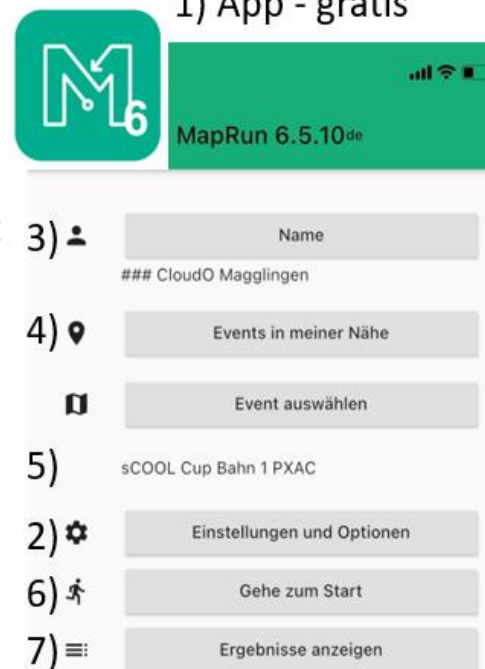 1) App - gratis
M6
MapRun 6.5.10de
3) Name
### CloudO Magglingen
4) Events in meiner Nähe
Event auswählen
5) sCOOL Cup Bahn 1 PXAC
2) Einstellungen und Optionen
6) Gehe zum Start
7) Ergebnisse anzeigen